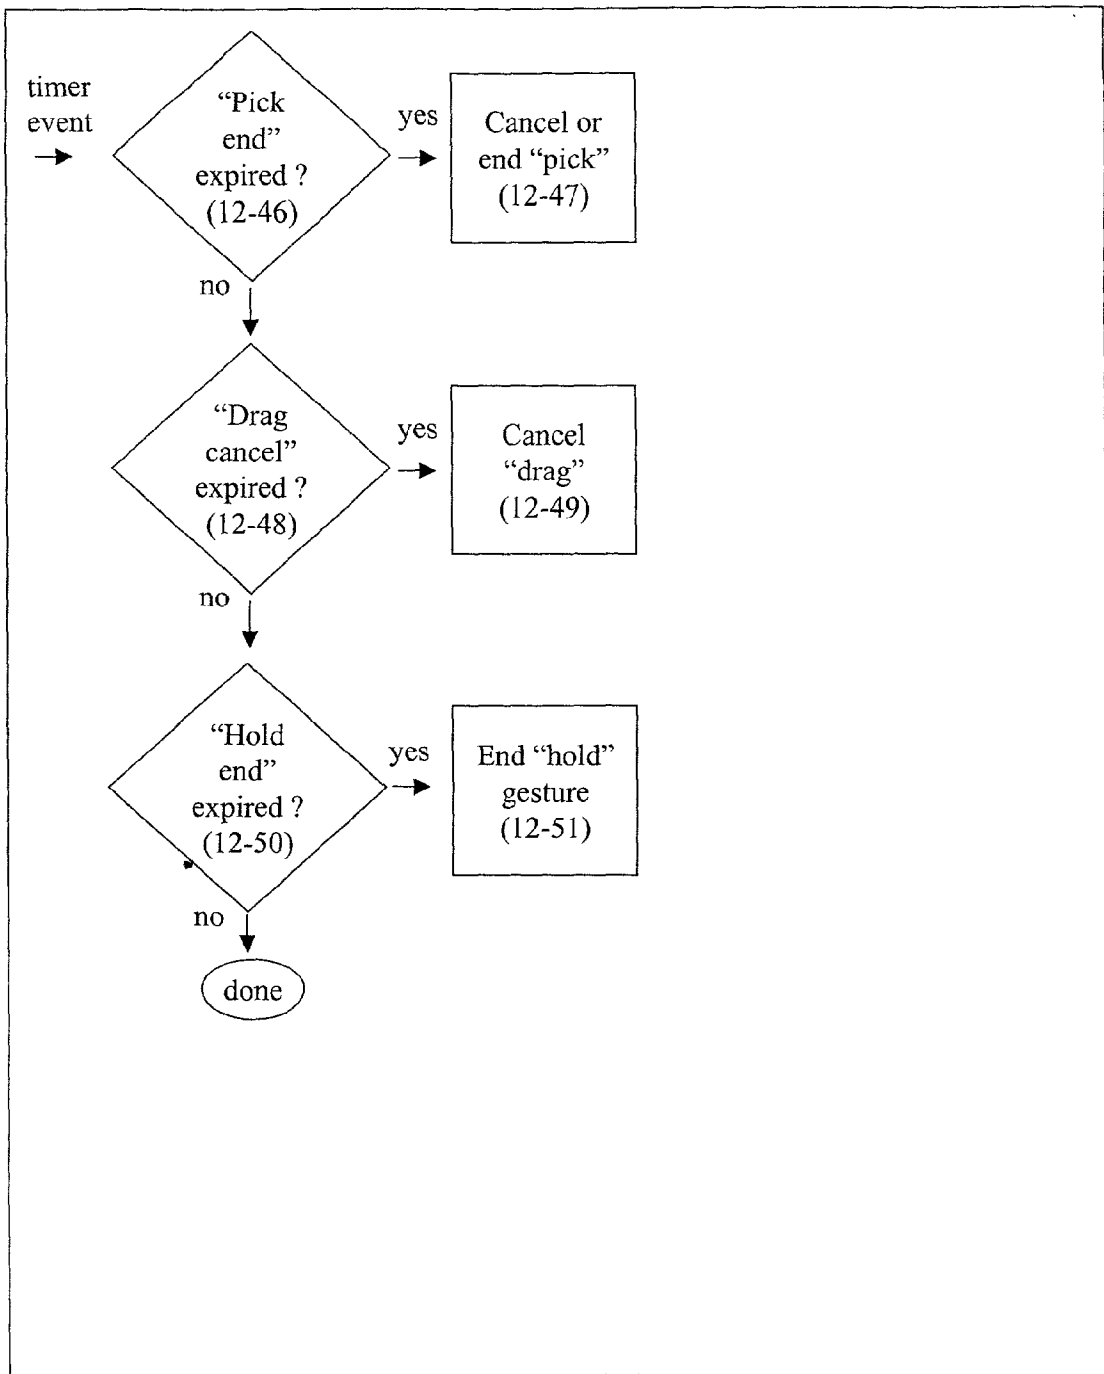 timer
event
“Pick
end”
expired ?
(12-46)
yes
Cancel or
end “pick”
(12-47)
no
“Drag
cancel”
expired ?
(12-48)
yes
Cancel
“drag”
(12-49)
no
“Hold
end”
expired ?
(12-50)
yes
End “hold”
gesture
(12-51)
no
done